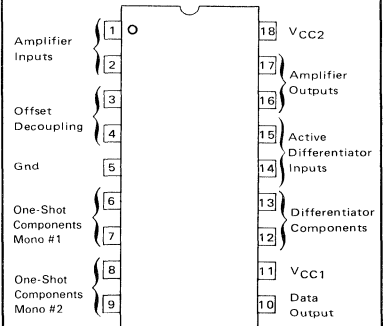 Amplifier
Inputs
1
2
Offset
Decoupling
3
4
Gnd
5
One-Shot
Components
Mono #1
6
7
One-Shot
Components
Mono #2
8
9
18
VCC2
17
16
Amplifier
Outputs
15
14
Active
Differentiator
Inputs
13
12
Differentiator
Components
11
VCC1
10
Data
Output